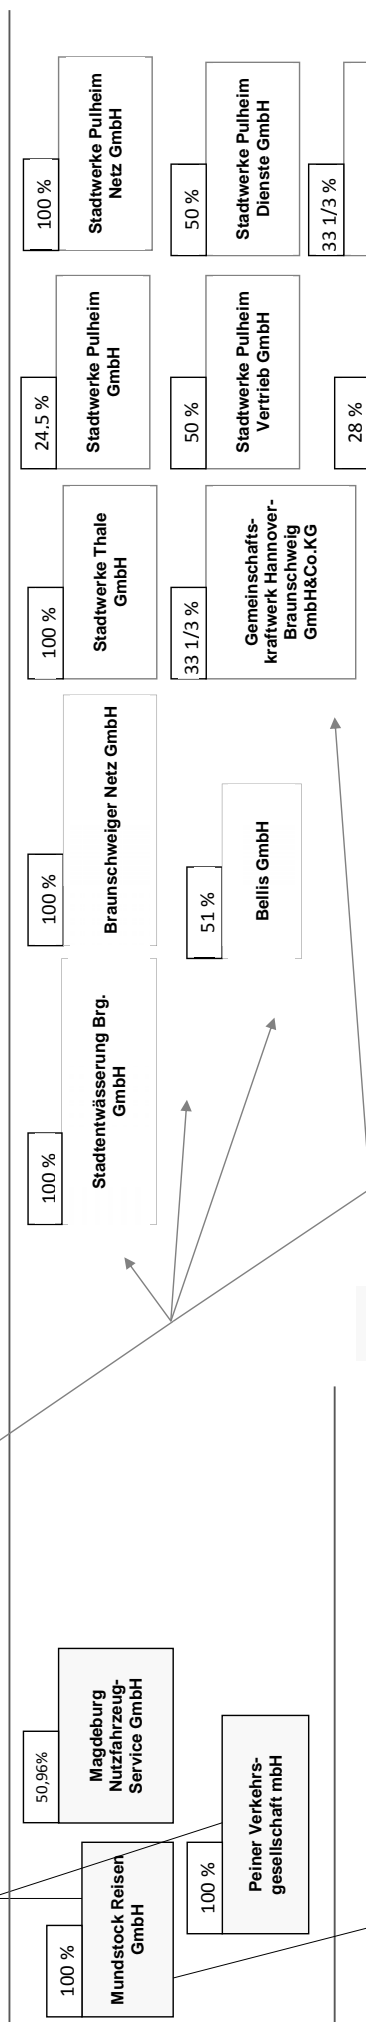 100 %
Mundstock Reisen
GmbH
50,96%
Magdeburg
Nutzfahrzeug-
Service GmbH
100 %
Stadtentwässerung Brg.
GmbH
100 %
Braunschweiger Netz GmbH
100 %
Stadtwerke Thale
GmbH
24.5 %
Stadtwerke Pulheim
GmbH
100 %
Stadtwerke Pulheim
Netz GmbH
100 %
Peiner Verkehrs-
gesellschaft mbH
51 %
Bellis GmbH
33 1/3 %
Gemeinschafts-
kraftwerk Hannover-
Braunschweig
GmbH&Co.KG
50 %
Stadtwerke Pulheim
Vertrieb GmbH
50 %
Stadtwerke Pulheim
Dienste GmbH
28 %
33 1/3 %